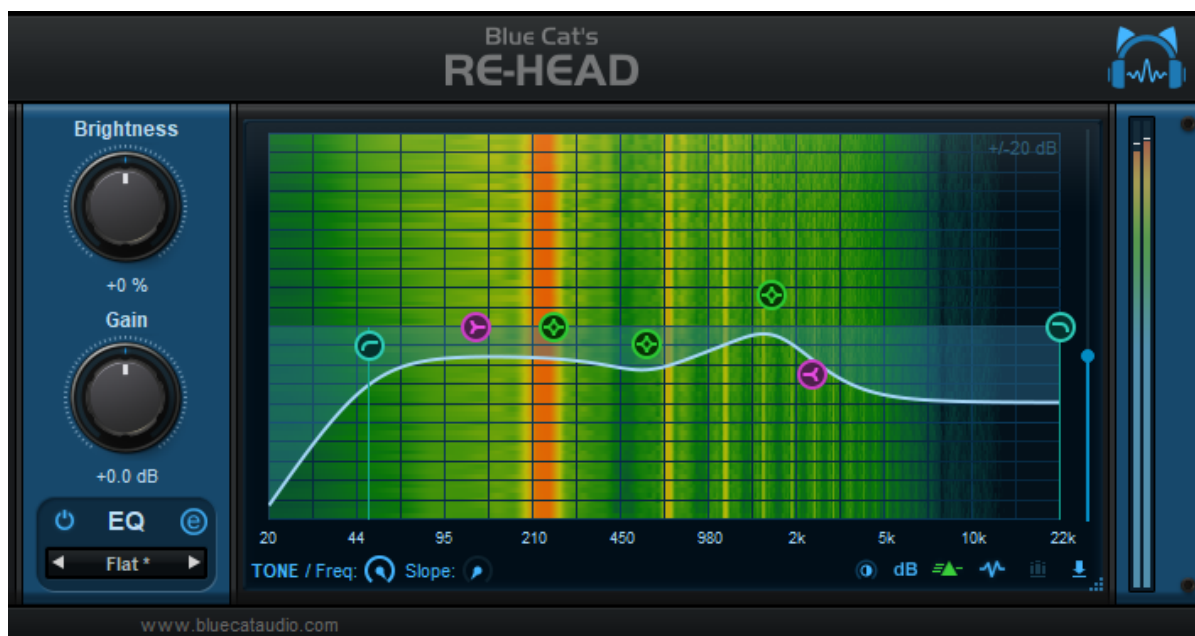 Blue Cat's
RE-HEAD
Brightness
+0 %
Gain
+0.0 dB
EQ
e
Flat *
+/-20 dB
20 44 95 210 450 980 2k 5k 10k 22k
TONE / Freq: Slope:
dB
www.bluecataudio.com